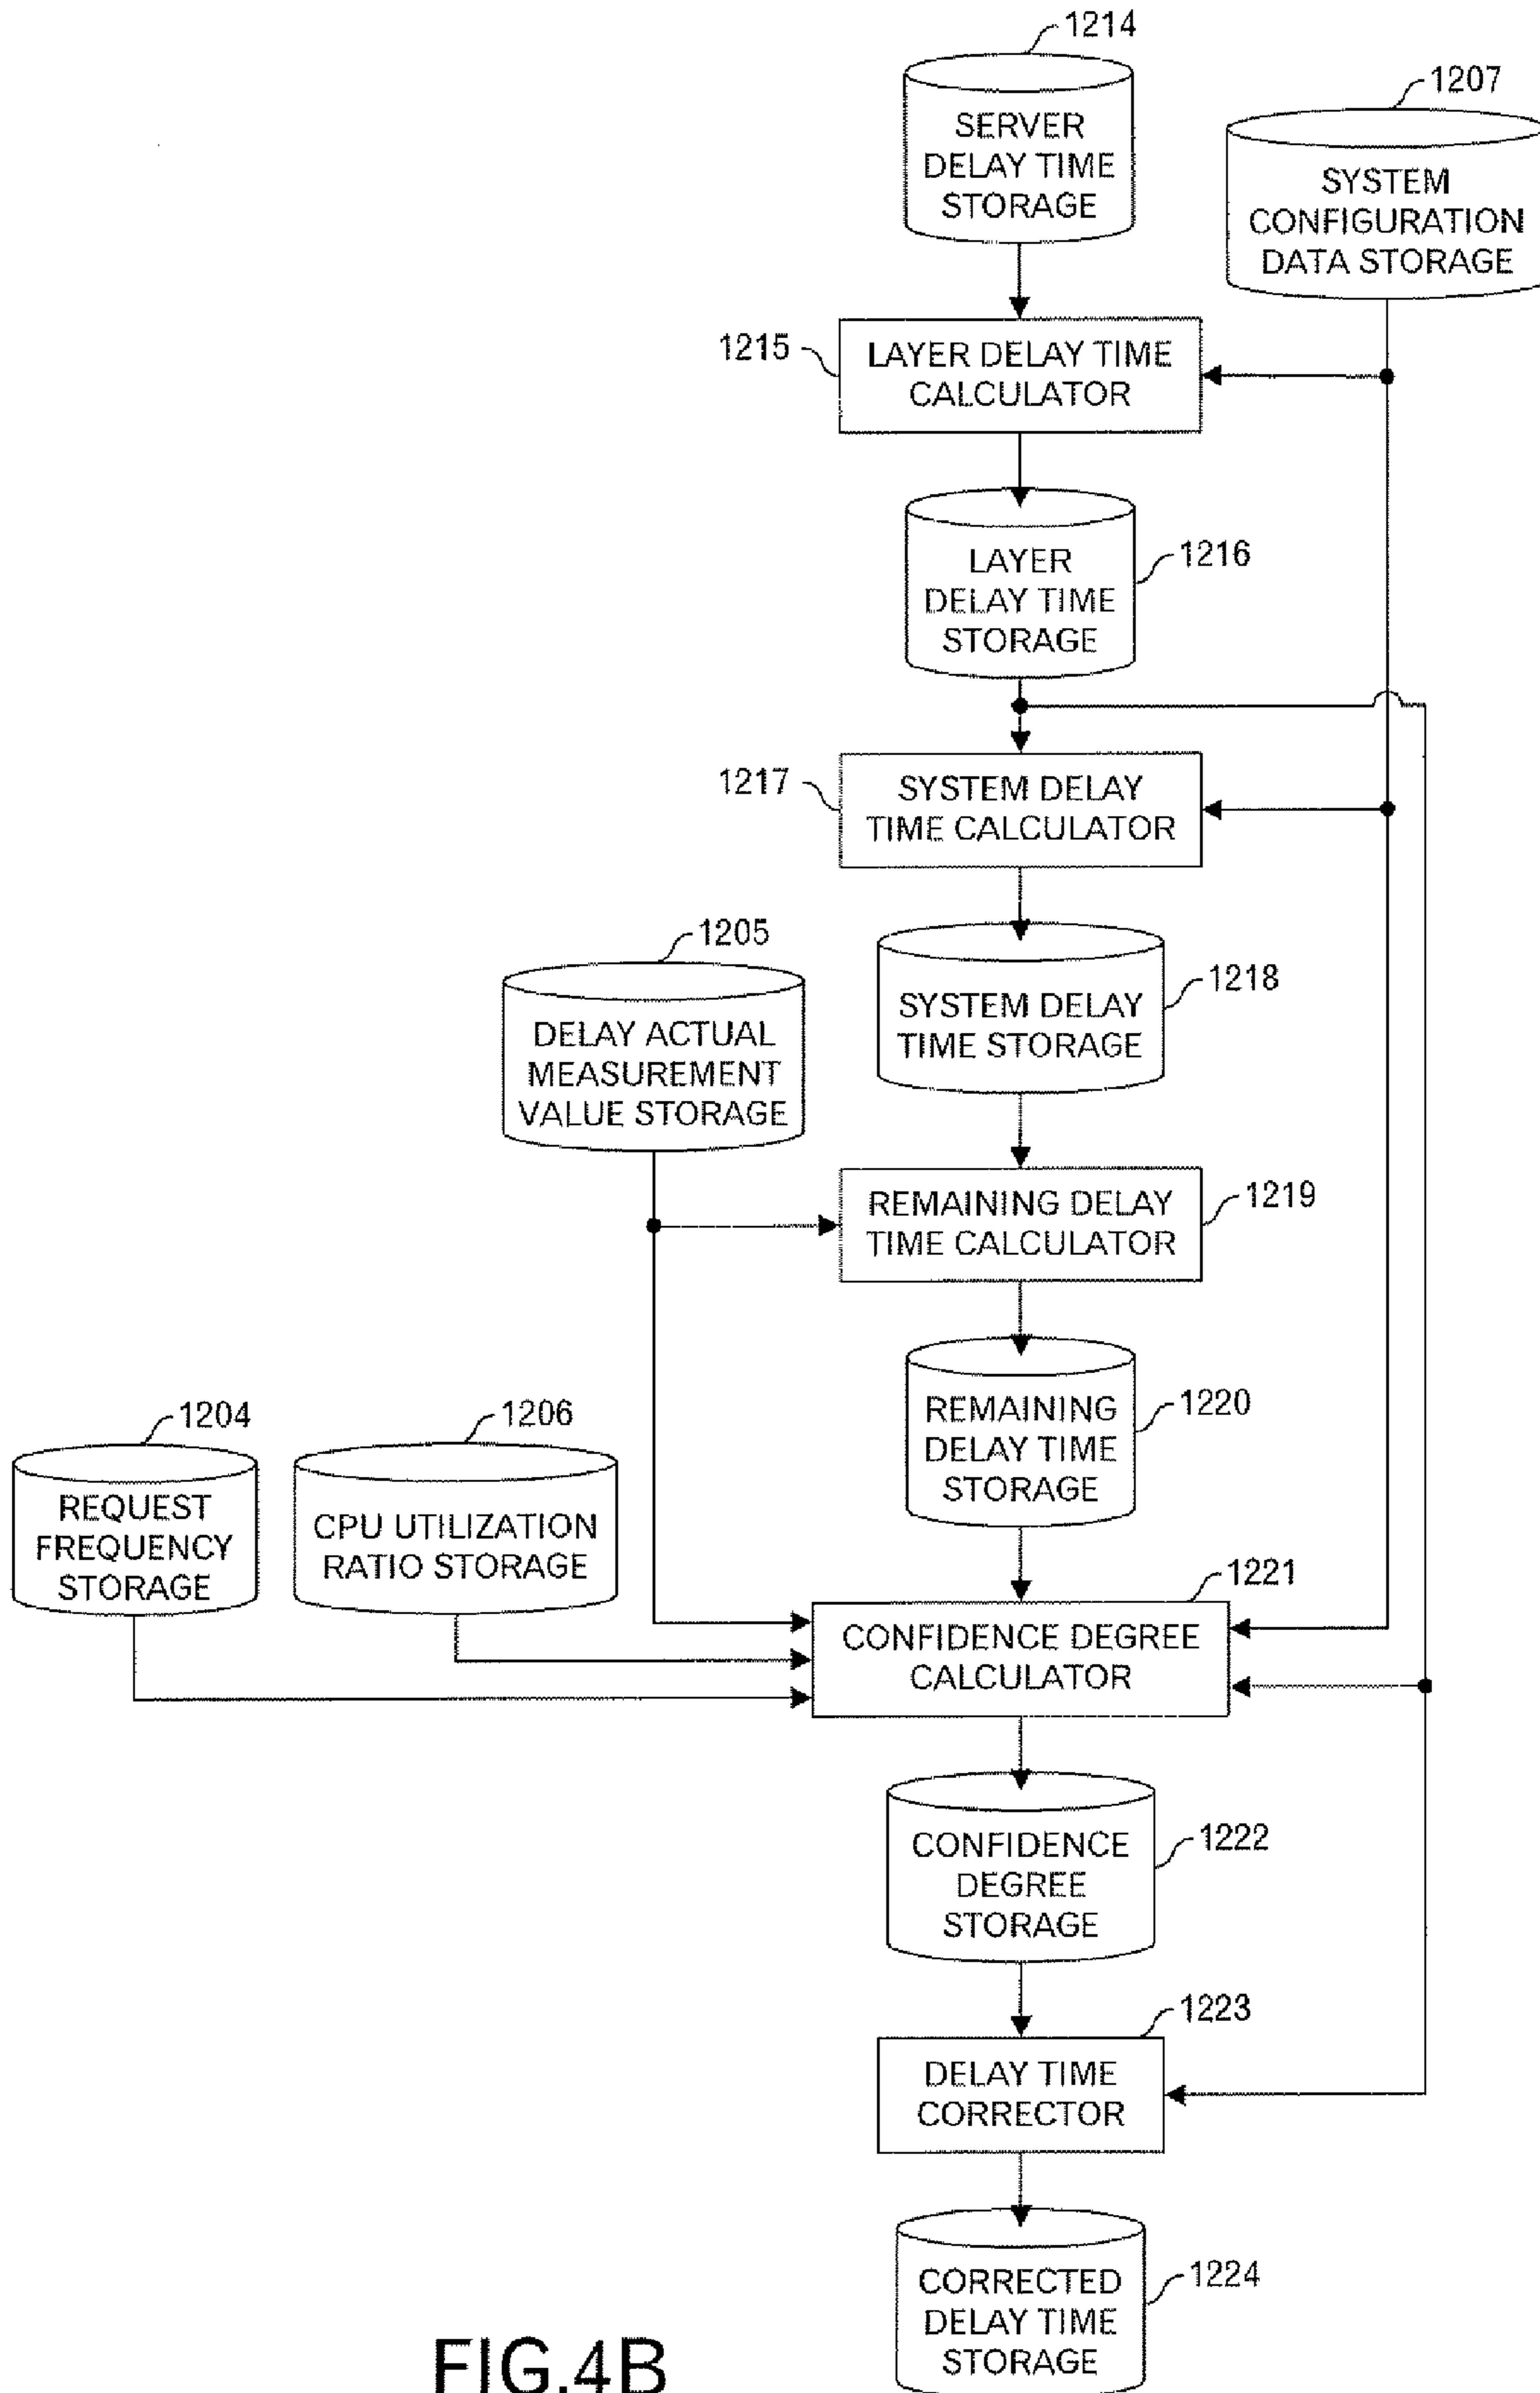 1214
SERVER
DELAY TIME
STORAGE
1207
SYSTEM
CONFIGURATION
DATA STORAGE
1215
LAYER DELAY TIME
CALCULATOR
LAYER
DELAY TIME
STORAGE
1216
1217
SYSTEM DELAY
TIME CALCULATOR
1205
DELAY ACTUAL
MEASUREMENT
VALUE STORAGE
SYSTEM DELAY
TIME STORAGE
1218
REMAINING DELAY
TIME CALCULATOR
1219
REMAINING
DELAY TIME
STORAGE
1220
1204
REQUEST
FREQUENCY
STORAGE
1206
CPU UTILIZATION
RATIO STORAGE
1221
CONFIDENCE DEGREE
CALCULATOR
CONFIDENCE
DEGREE
STORAGE
1222
1223
DELAY TIME
CORRECTOR
CORRECTED
DELAY TIME
STORAGE
1224
FIG.4B